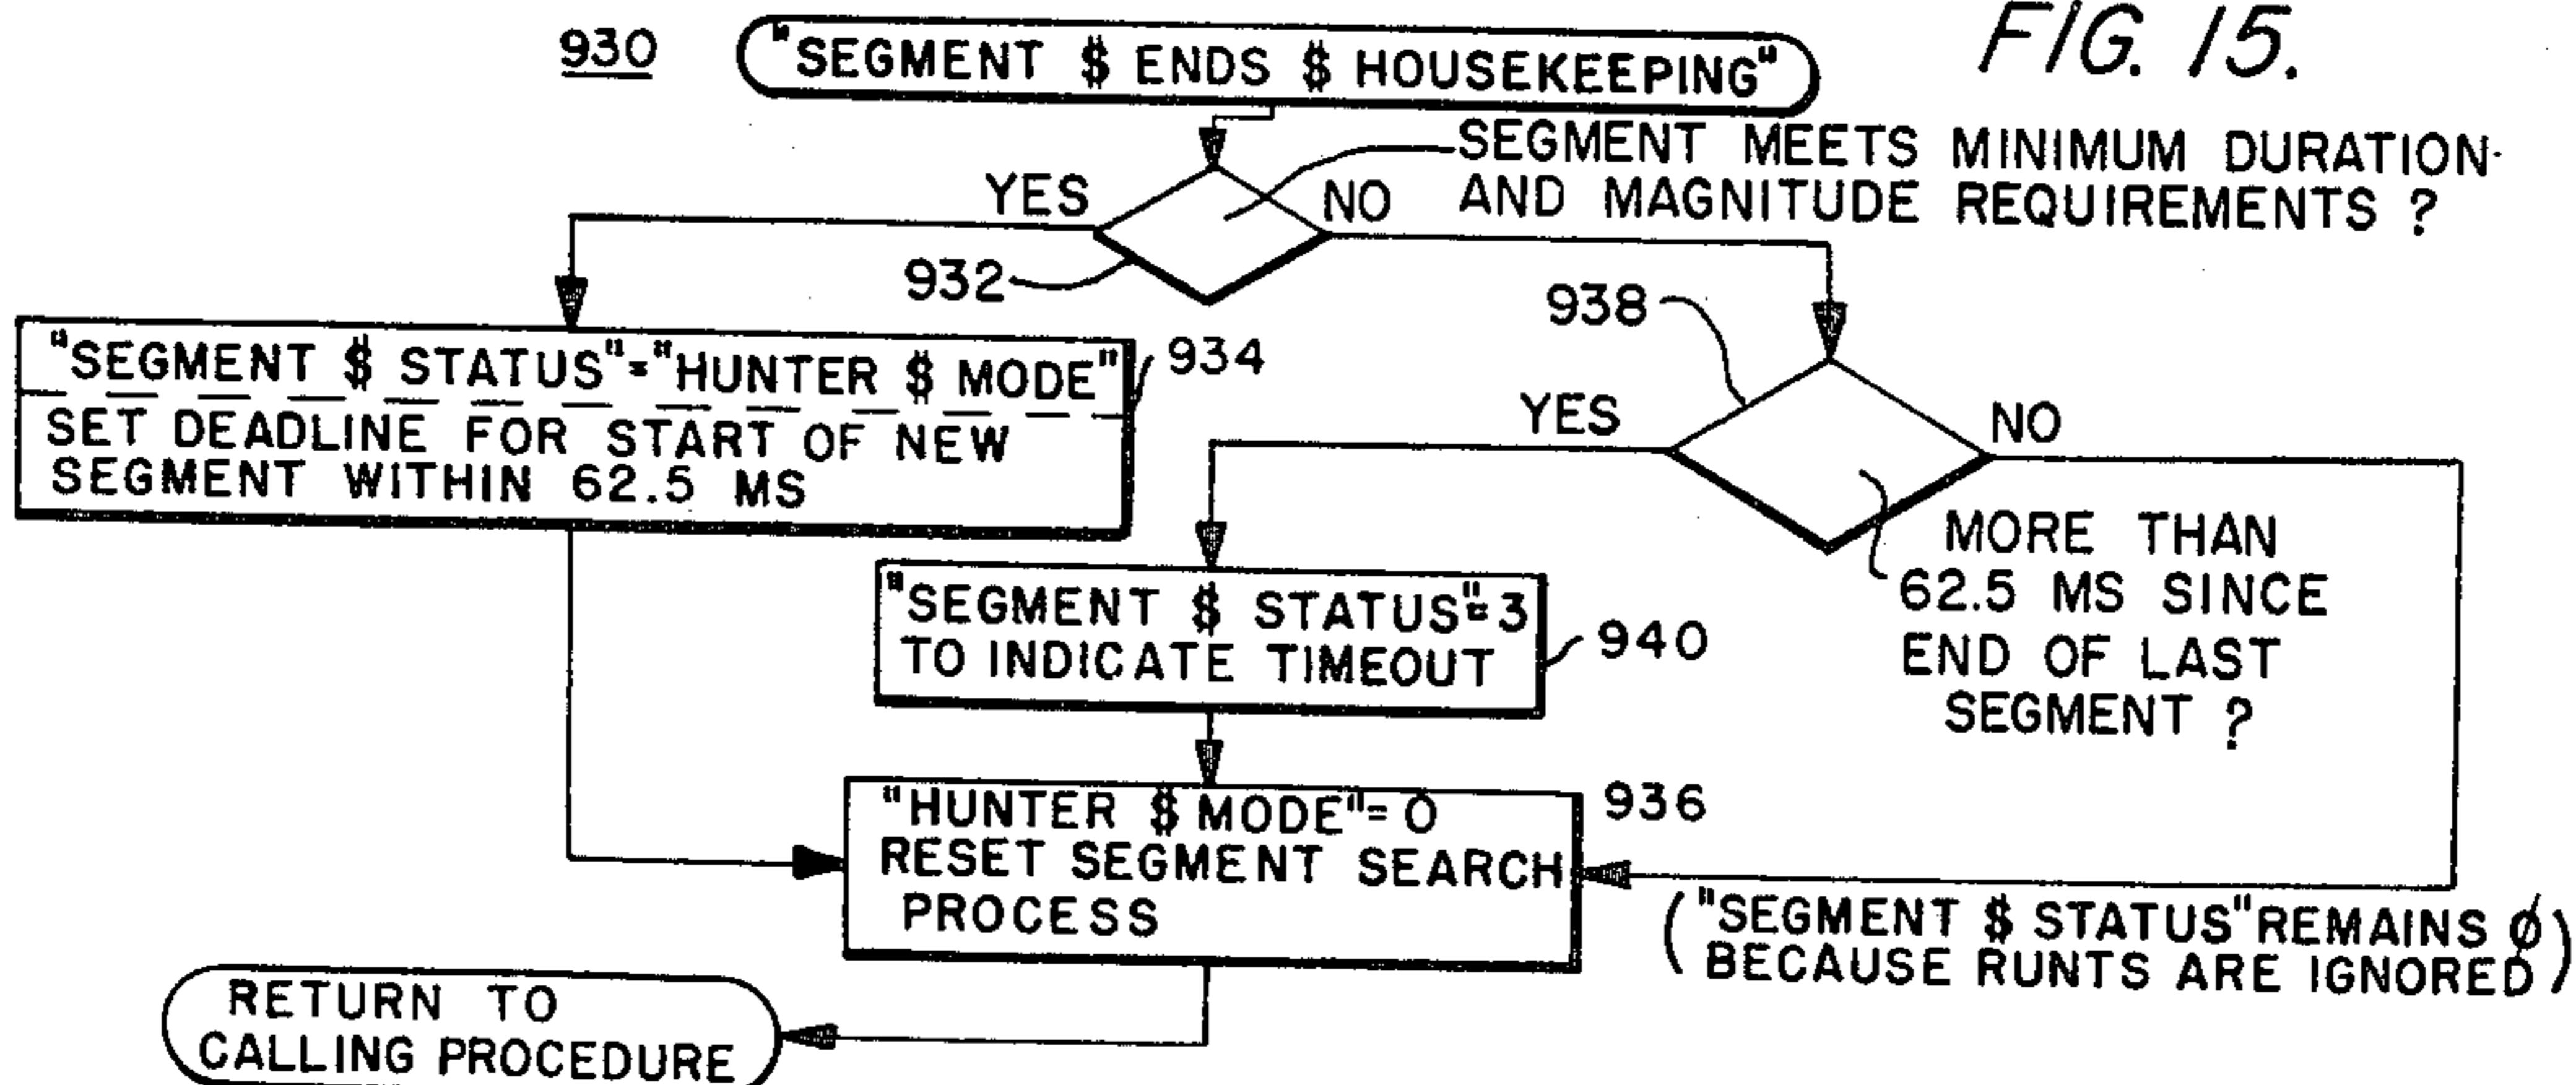 FIG. 15.
930
"SEGMENT $ ENDS $ HOUSEKEEPING"
SEGMENT MEETS MINIMUM DURATION
AND MAGNITUDE REQUIREMENTS ?
YES
NO
932
938
"SEGMENT $ STATUS"="HUNTER $ MODE"
SET DEADLINE FOR START OF NEW
SEGMENT WITHIN 62.5 MS
934
YES
NO
MORE THAN
62.5 MS SINCE
END OF LAST
SEGMENT ?
"SEGMENT $ STATUS"=3
TO INDICATE TIMEOUT
940
"HUNTER $ MODE"=0
RESET SEGMENT SEARCH
PROCESS
936
("SEGMENT $ STATUS" REMAINS Ø
BECAUSE RUNTS ARE IGNORED)
RETURN TO
CALLING PROCEDURE